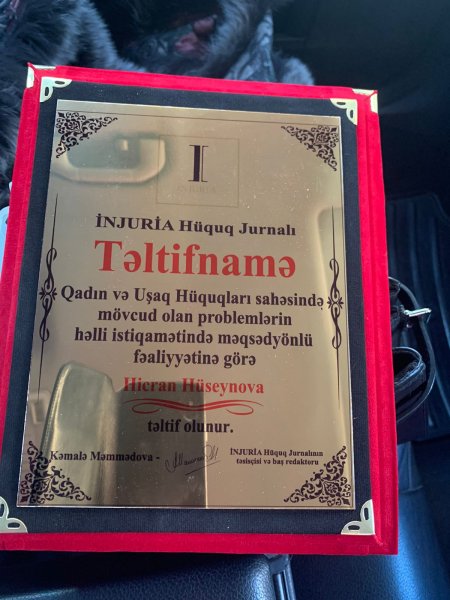 I
İNJURİA
İNJURİA Hüquq Jurnalı
Təltifnamə
Qadın və Uşaq Hüquqları sahəsində
mövcud olan problemlərin
həlli istiqamətində məqsədyönlü
fəaliyyətinə görə
Hicran Hüseynova
təltif olunur.
Kəmalə Məmmədova -
İNJURİA Hüquq Jurnalının
təsisçisi və baş redaktoru